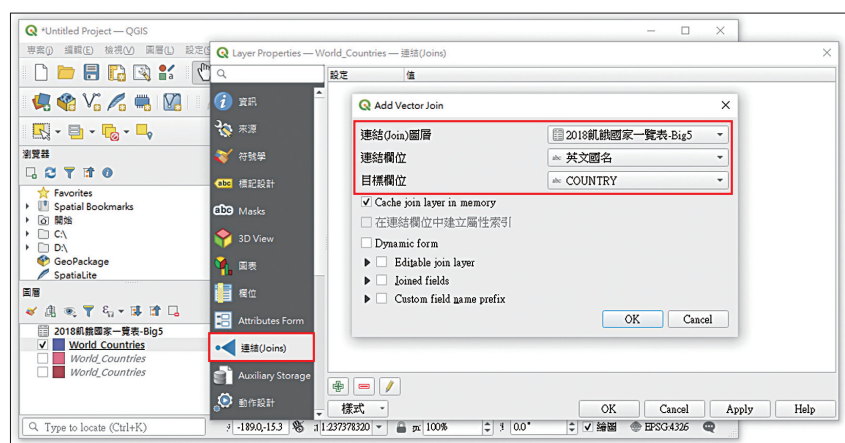 *Untitled Project — QGIS
專案(J) 編輯(E) 檢視(V) 圖層(L) 設定(S)
瀏覽器
Favorites
Spatial Bookmarks
開始
C:\
D:\
GeoPackage
SpatiaLite
圖層
2018飢餓國家一覽表-Big5
World Countries
World_Countries
World_Countries
Type to locate (Ctrl+K)
Layer Properties — World_Countries — 連結(Joins)
資訊
來源
符號學
abc 標記設計
abc Masks
3D View
圖表
欄位
Attributes Form
連結(Joins)
Auxiliary Storage
動作設計
設定 值
Add Vector Join
連結(Join)圖層 2018飢餓國家一覽表-Big5
連結欄位 abc 英文國名
目標欄位 abc COUNTRY
Cache join layer in memory
在連結欄位中建立屬性索引
Dynamic form
Editable join layer
Joined fields
Custom field name prefix
OK Cancel
樣式
OK Cancel Apply Help
-189.0,-15.3 1:237378320 100% 0.0° 繪圖 EPSG:4326